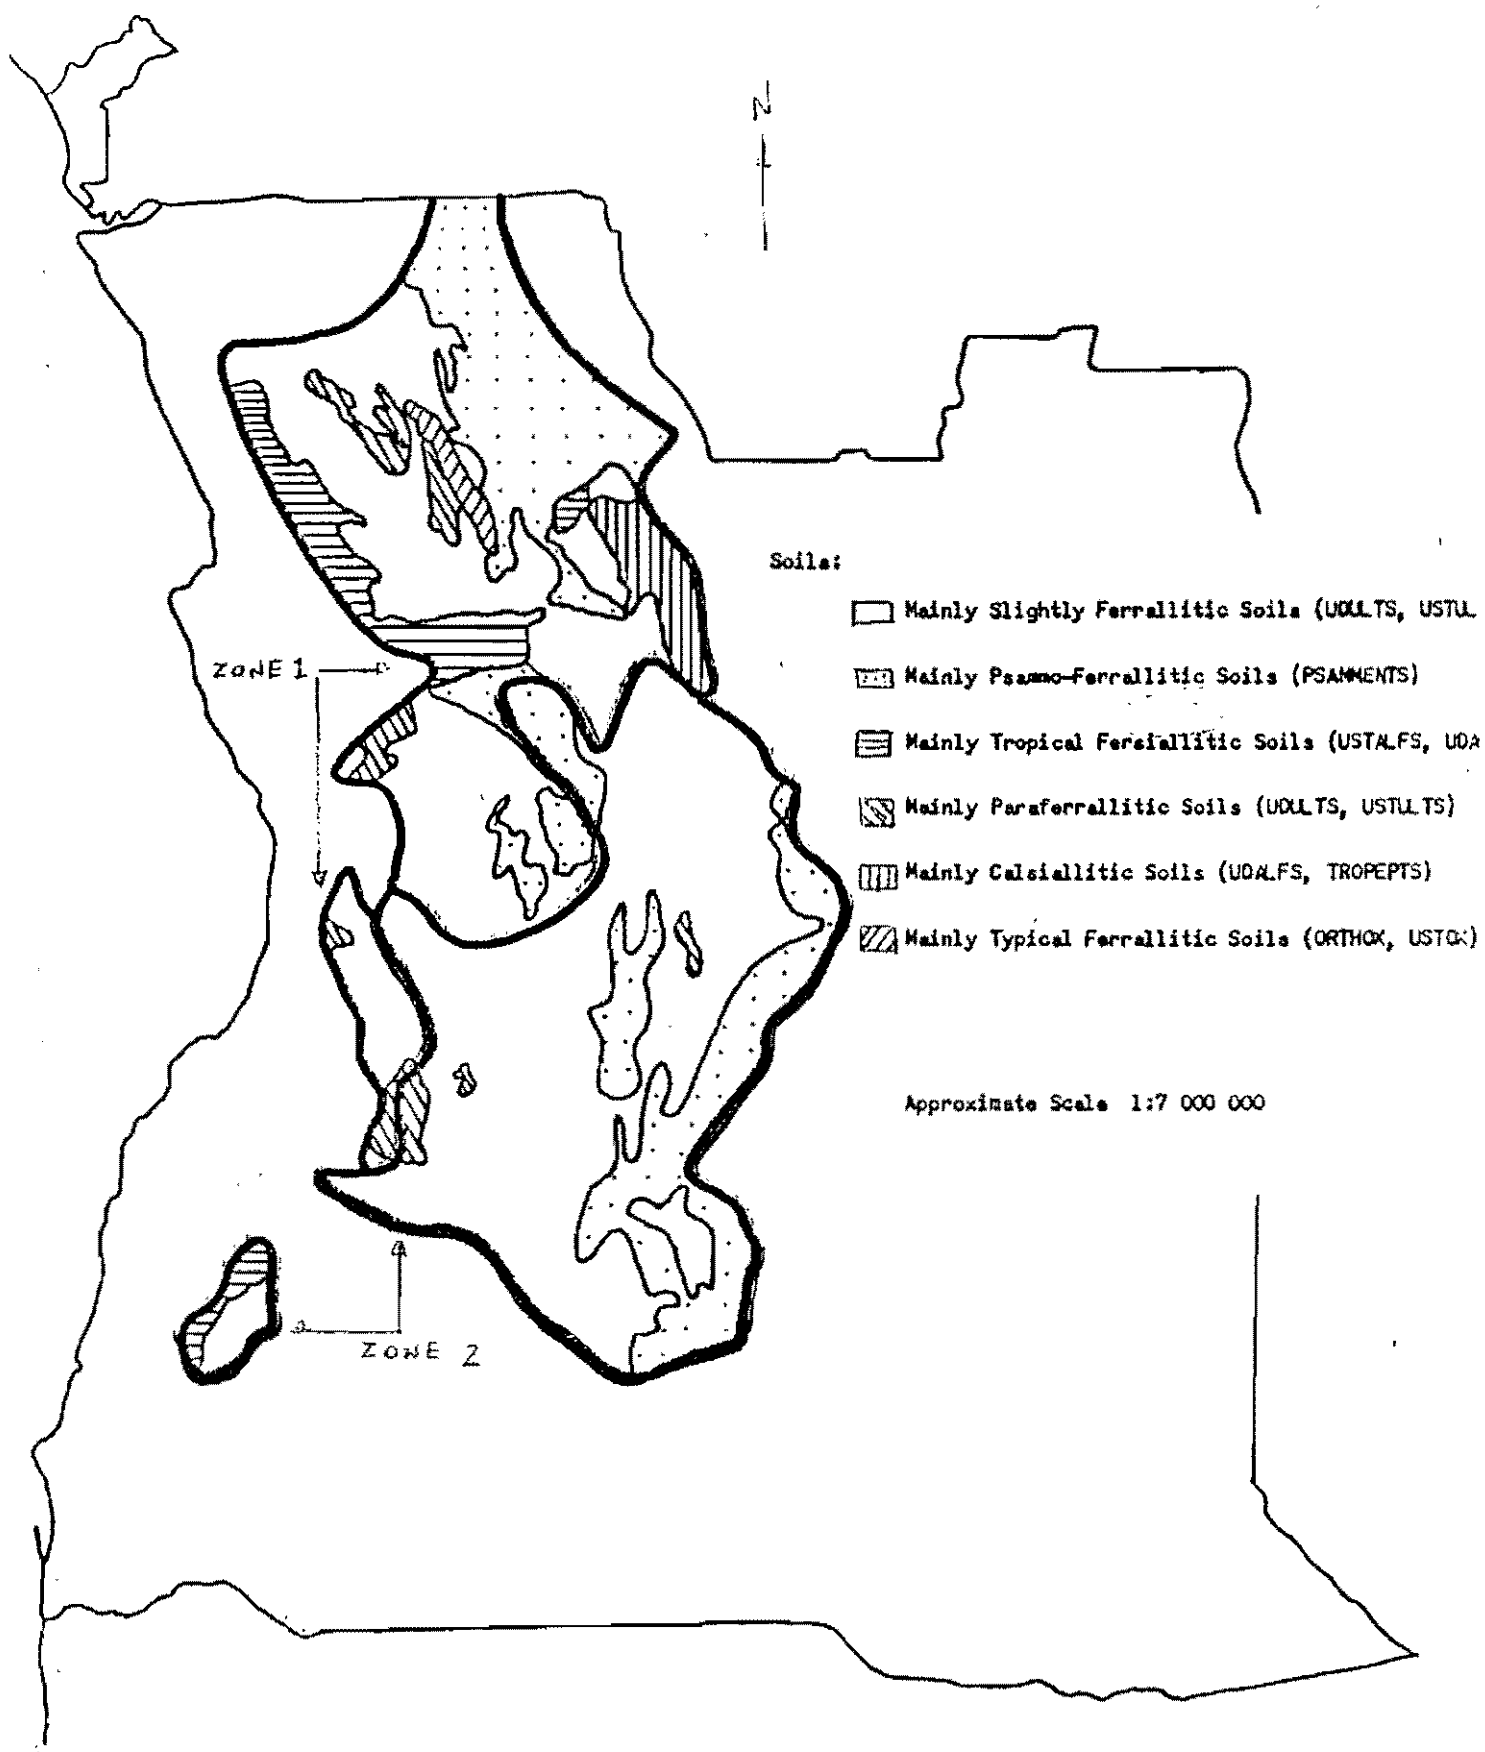 N
Soils:
Mainly Slightly Ferrallitic Soils (UDULTS, USTUL
Mainly Psammo-Ferrallitic Soils (PSAMMENTS)
ZONE 1
Mainly Tropical Fersiallitic Soils (USTALFS, UDA
Mainly Paraferrallitic Soils (UDULTS, USTULTS)
Mainly Calsiallitic Soils (UDALFS, TROPEPTS)
Mainly Typical Ferrallitic Soils (ORTHOX, USTOX)
Approximate Scale 1:7 000 000
ZONE 2